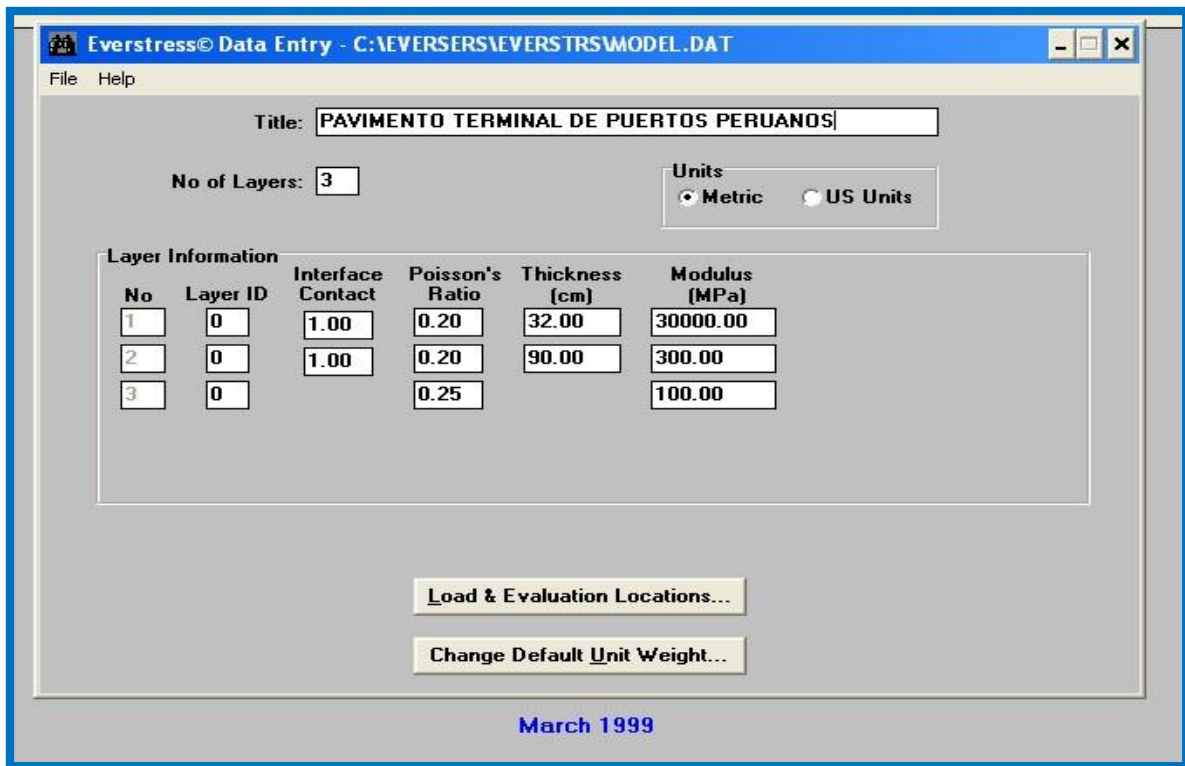 Everstress© Data Entry - C:\EVERSERS\EVERSTRS\MODEL.DAT
File Help
Title: PAVIMENTO TERMINAL DE PUERTOS PERUANOS
No of Layers: 3
Units
Metric US Units
Layer Information
No Layer ID Interface Contact Poisson's Ratio Thickness (cm) Modulus (MPa)
1 0 1.00 0.20 32.00 30000.00
2 0 1.00 0.20 90.00 300.00
3 0 0.25 100.00
Load & Evaluation Locations...
Change Default Unit Weight...
March 1999